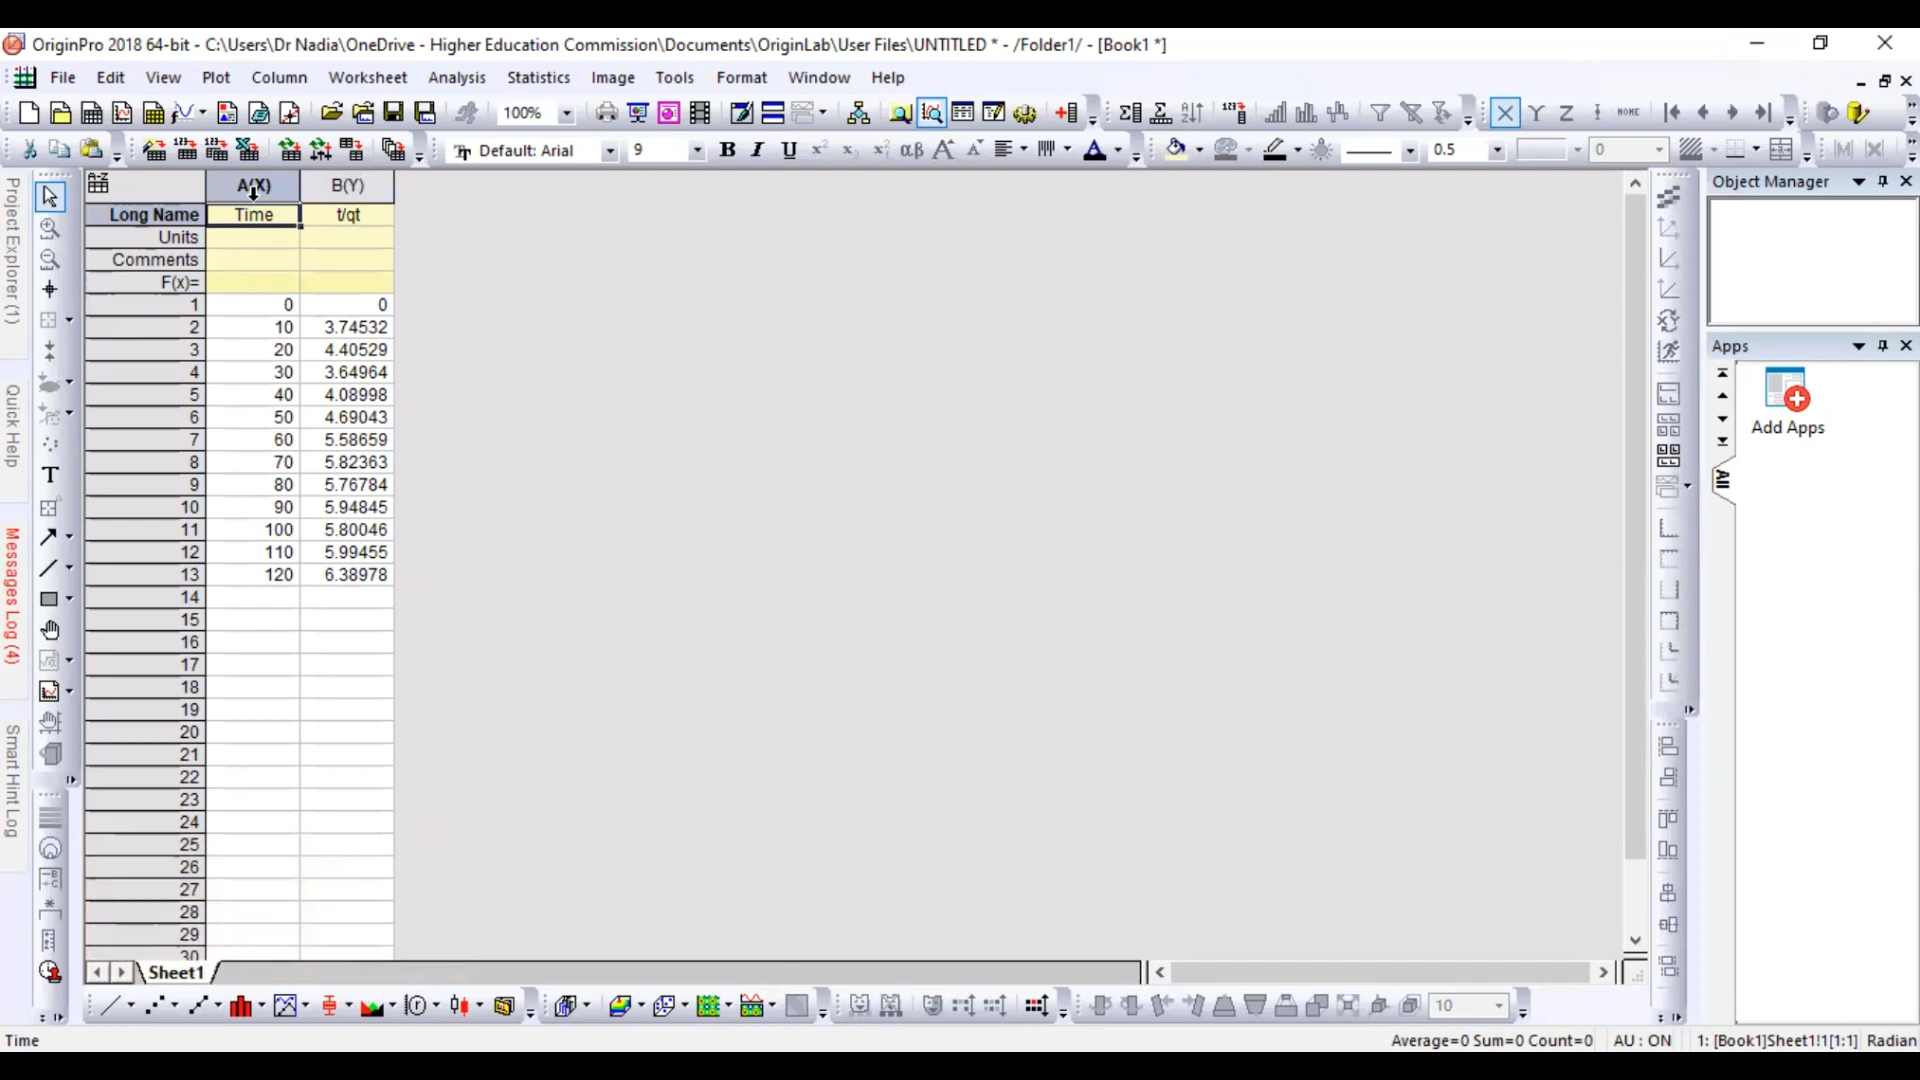 OriginPro 2018 64-bit - C:\Users\Dr Nadia\OneDrive - Higher Education Commission\Documents\OriginLab\User Files\UNTITLED * - /Folder1/ - [Book1 *]
File Edit View Plot Column Worksheet Analysis Statistics Image Tools Format Window Help
100% X Y Z HOME
Default: Arial 9 B I U αβ A A A 0.5 0
Project Explorer (1)
Quick Help
Messages Log (4)
Smart Hint Log
A(X) B(Y)
Long Name Time t/qt
Units
Comments
F(x)=
1 0 0
2 10 3.74532
3 20 4.40529
4 30 3.64964
5 40 4.08998
6 50 4.69043
7 60 5.58659
8 70 5.82363
9 80 5.76784
10 90 5.94845
11 100 5.80046
12 110 5.99455
13 120 6.38978
14
15
16
17
18
19
20
21
22
23
24
25
26
27
28
29
30
Object Manager
Apps
Add Apps
All
Sheet1
10
Time Average=0 Sum=0 Count=0 AU : ON 1: [Book1]Sheet1!1[1:1] Radian